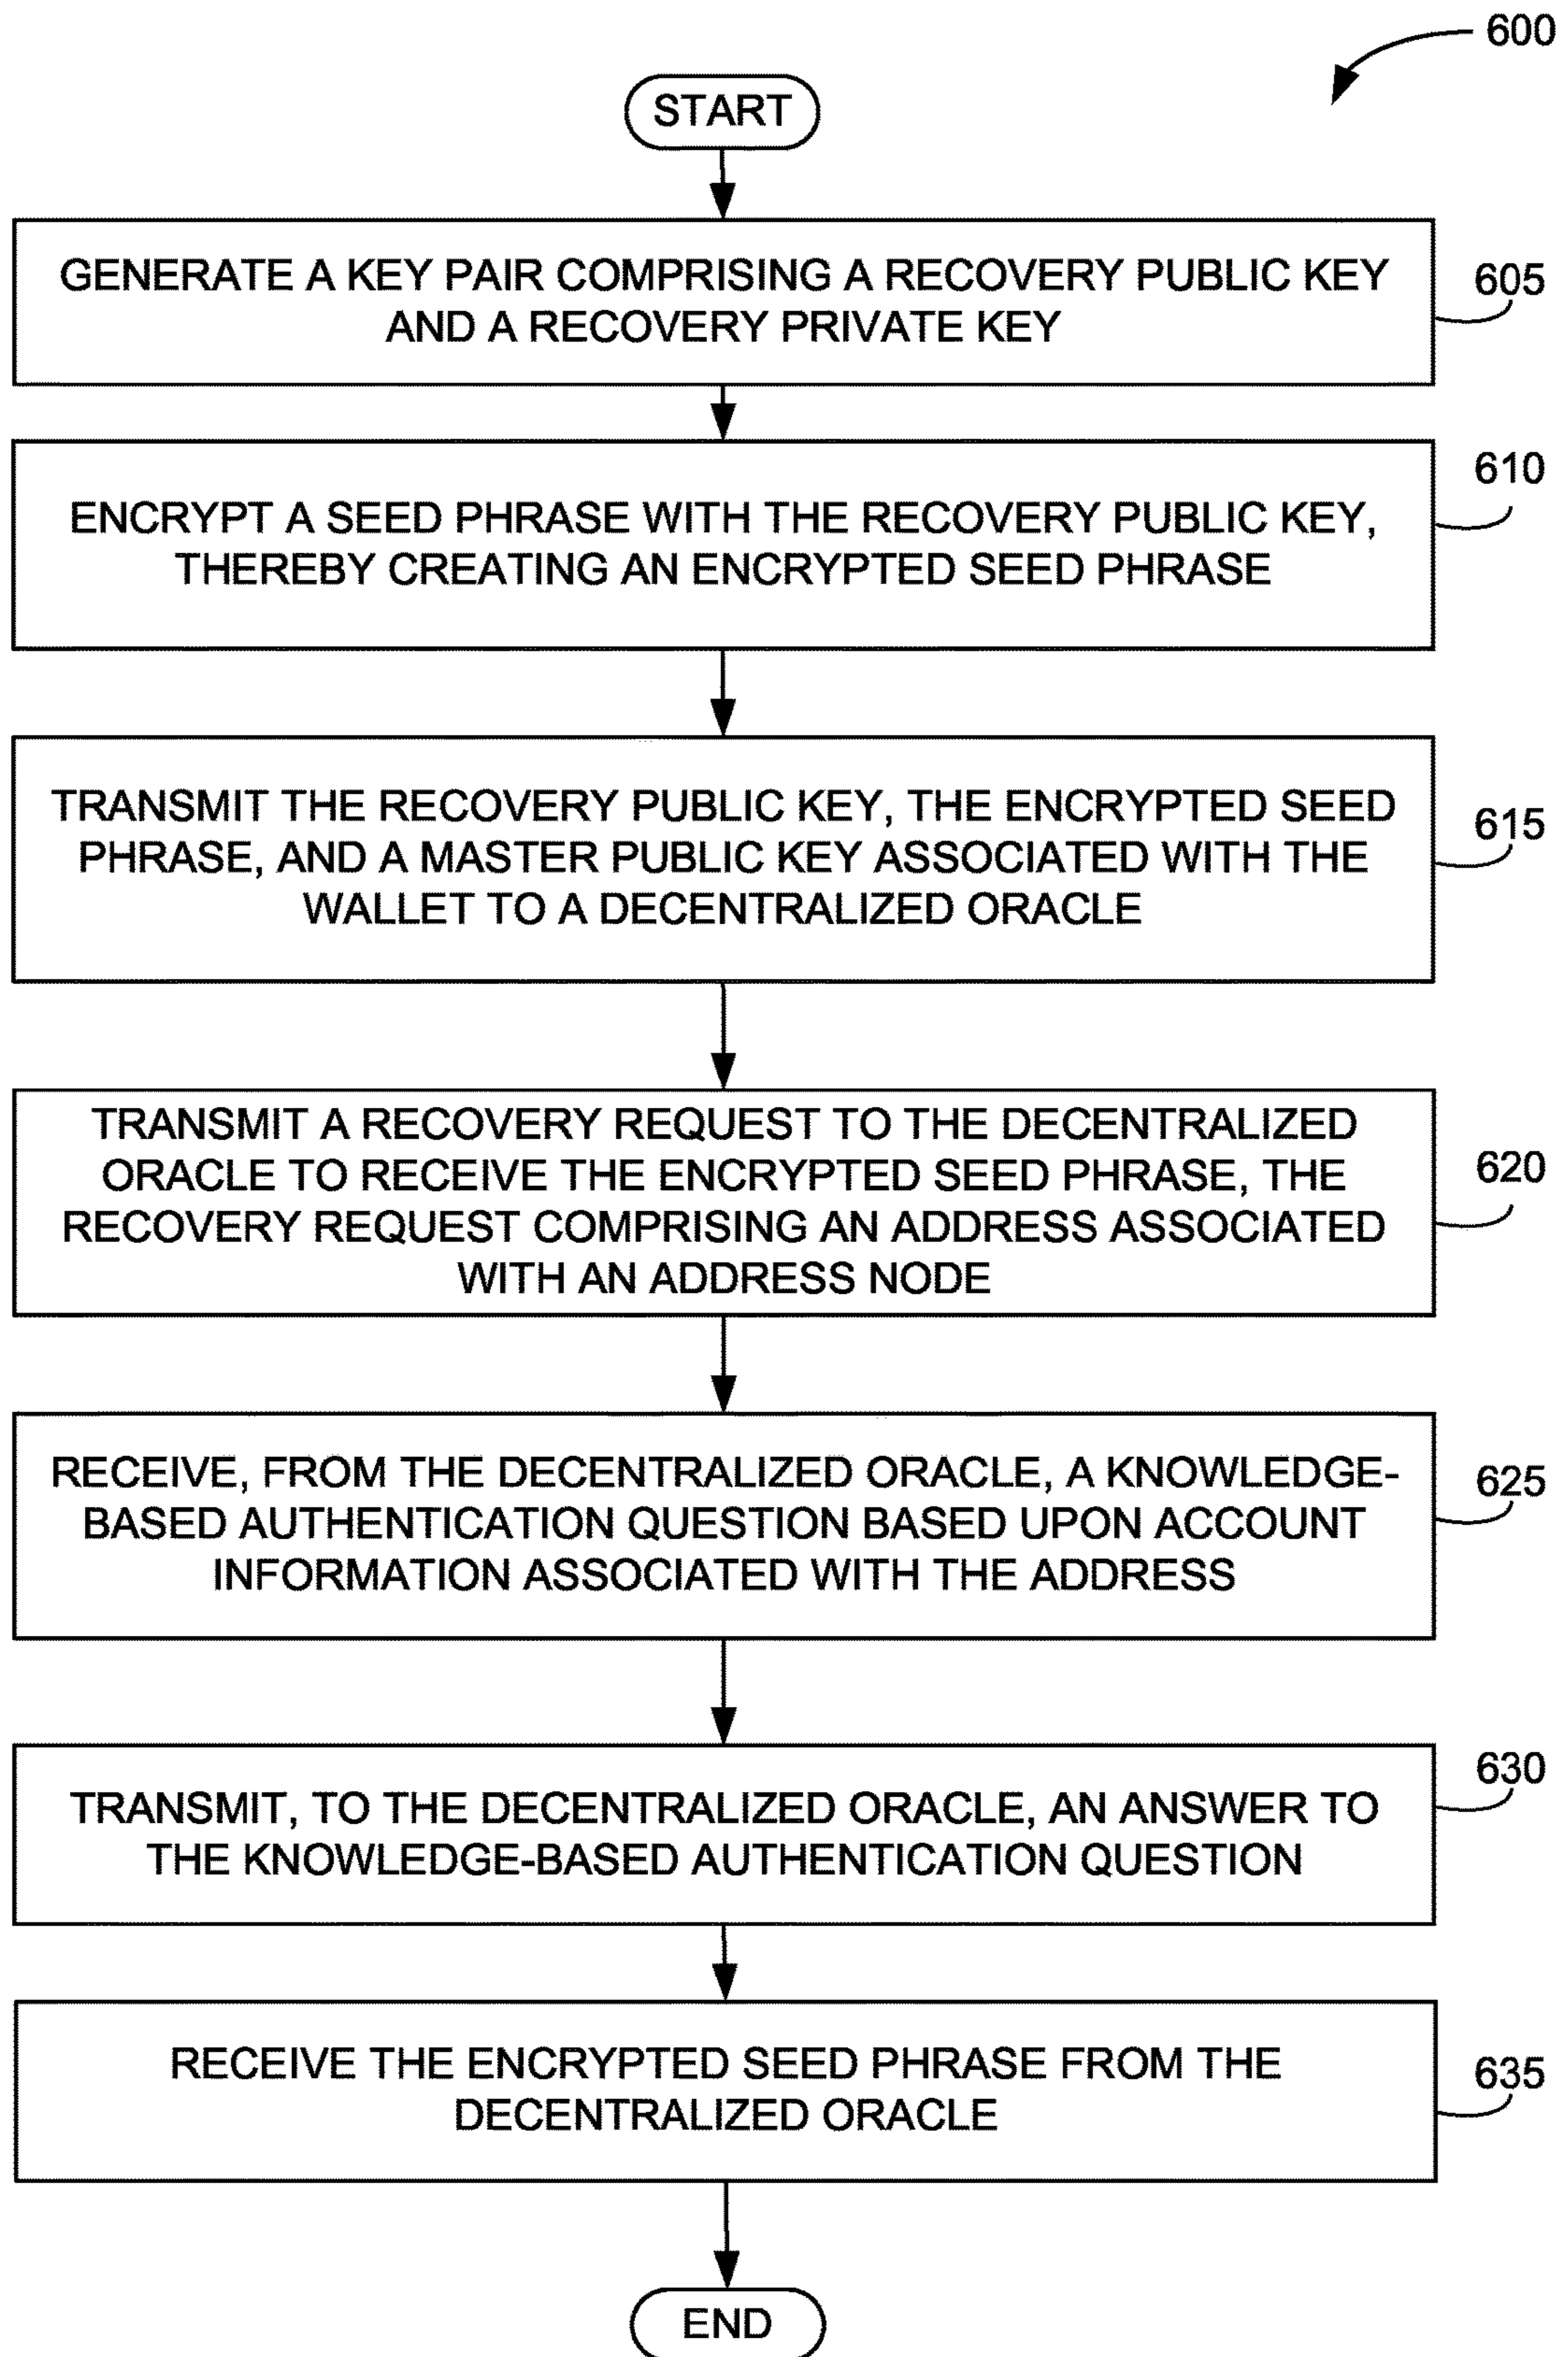 600
START
GENERATE A KEY PAIR COMPRISING A RECOVERY PUBLIC KEY
AND A RECOVERY PRIVATE KEY
605
ENCRYPT A SEED PHRASE WITH THE RECOVERY PUBLIC KEY,
THEREBY CREATING AN ENCRYPTED SEED PHRASE
610
TRANSMIT THE RECOVERY PUBLIC KEY, THE ENCRYPTED SEED
PHRASE, AND A MASTER PUBLIC KEY ASSOCIATED WITH THE
WALLET TO A DECENTRALIZED ORACLE
615
TRANSMIT A RECOVERY REQUEST TO THE DECENTRALIZED
ORACLE TO RECEIVE THE ENCRYPTED SEED PHRASE, THE
RECOVERY REQUEST COMPRISING AN ADDRESS ASSOCIATED
WITH AN ADDRESS NODE
620
RECEIVE, FROM THE DECENTRALIZED ORACLE, A KNOWLEDGE-
BASED AUTHENTICATION QUESTION BASED UPON ACCOUNT
INFORMATION ASSOCIATED WITH THE ADDRESS
625
TRANSMIT, TO THE DECENTRALIZED ORACLE, AN ANSWER TO
THE KNOWLEDGE-BASED AUTHENTICATION QUESTION
630
RECEIVE THE ENCRYPTED SEED PHRASE FROM THE
DECENTRALIZED ORACLE
635
END